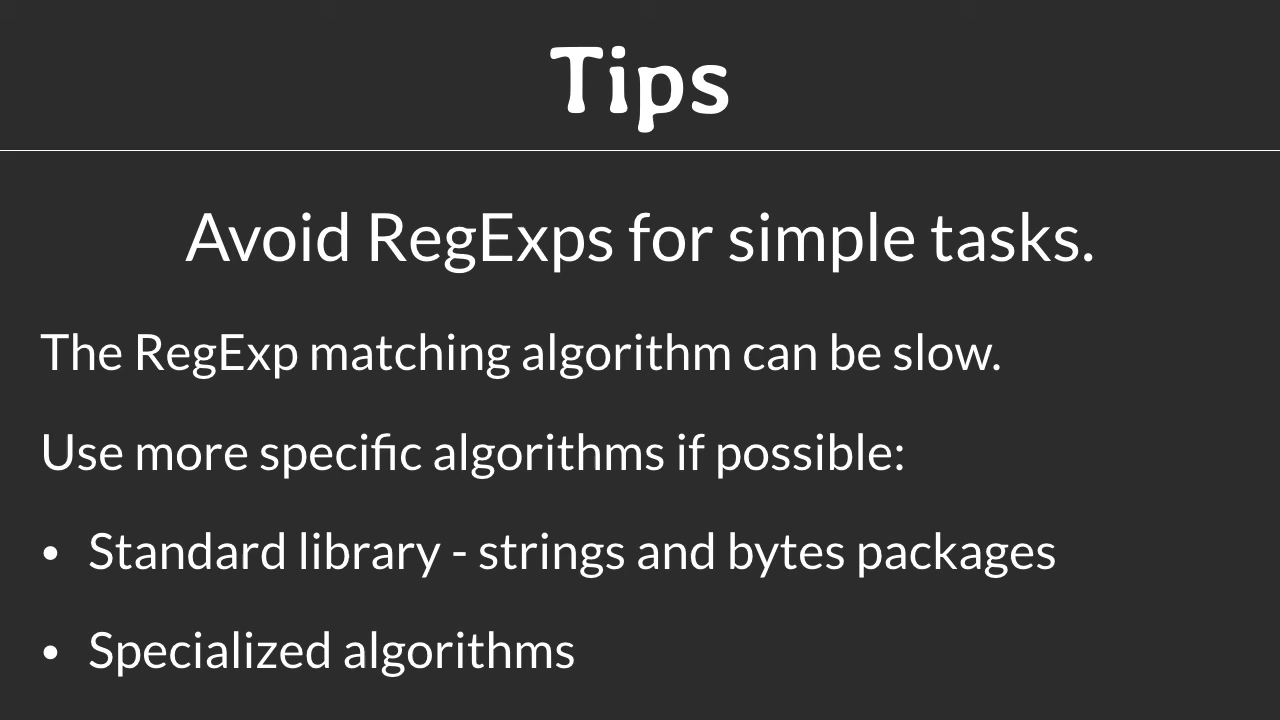 Tips
Avoid RegExps for simple tasks.
The RegExp matching algorithm can be slow.
Use more specific algorithms if possible:
• Standard library - strings and bytes packages
• Specialized algorithms